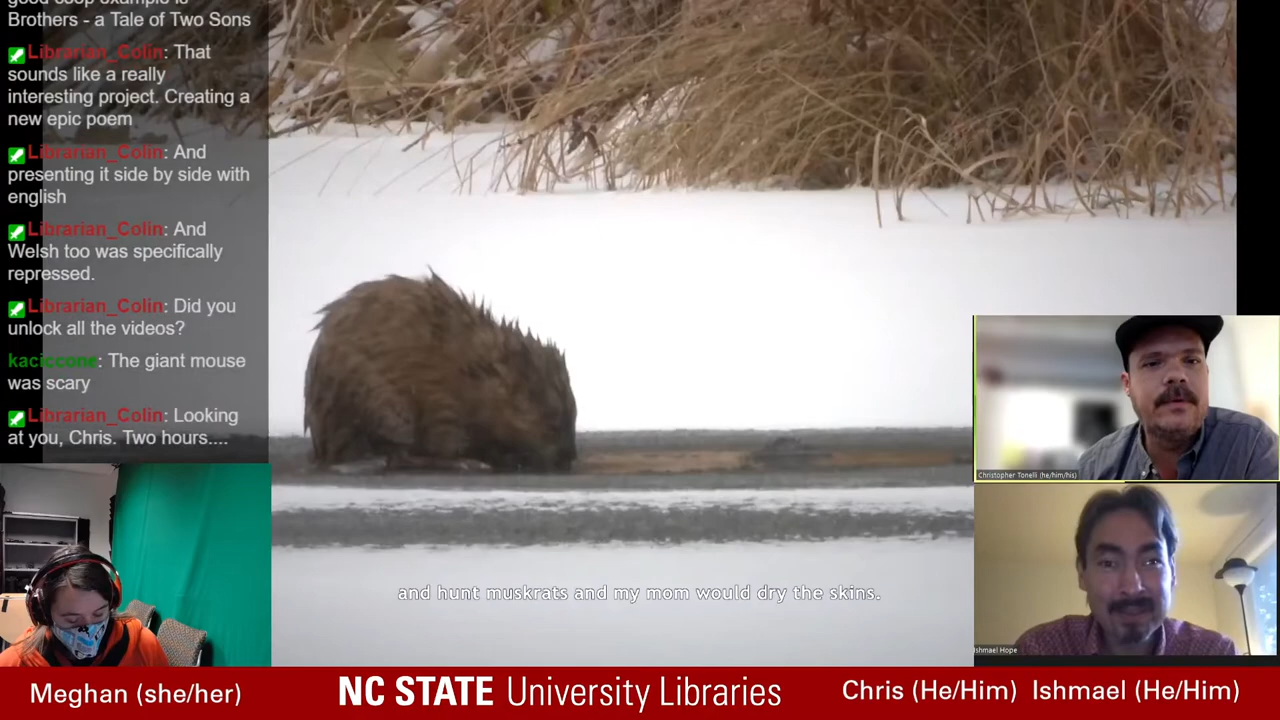 good coop example is
Brothers - a Tale of Two Sons
Librarian_Colin: That
sounds like a really
interesting project. Creating a
new epic poem
Librarian_Colin: And
presenting it side by side with
english
Librarian_Colin: And
Welsh too was specifically
repressed.
Librarian_Colin: Did you
unlock all the videos?
kaciccone: The giant mouse
was scary
Librarian_Colin: Looking
at you, Chris. Two hours....
Christopher Tonelli (he/him/his)
and hunt muskrats and my mom would dry the skins.
Ishmael Hope
Meghan (she/her)
NC STATE University Libraries
Chris (He/Him)
Ishmael (He/Him)